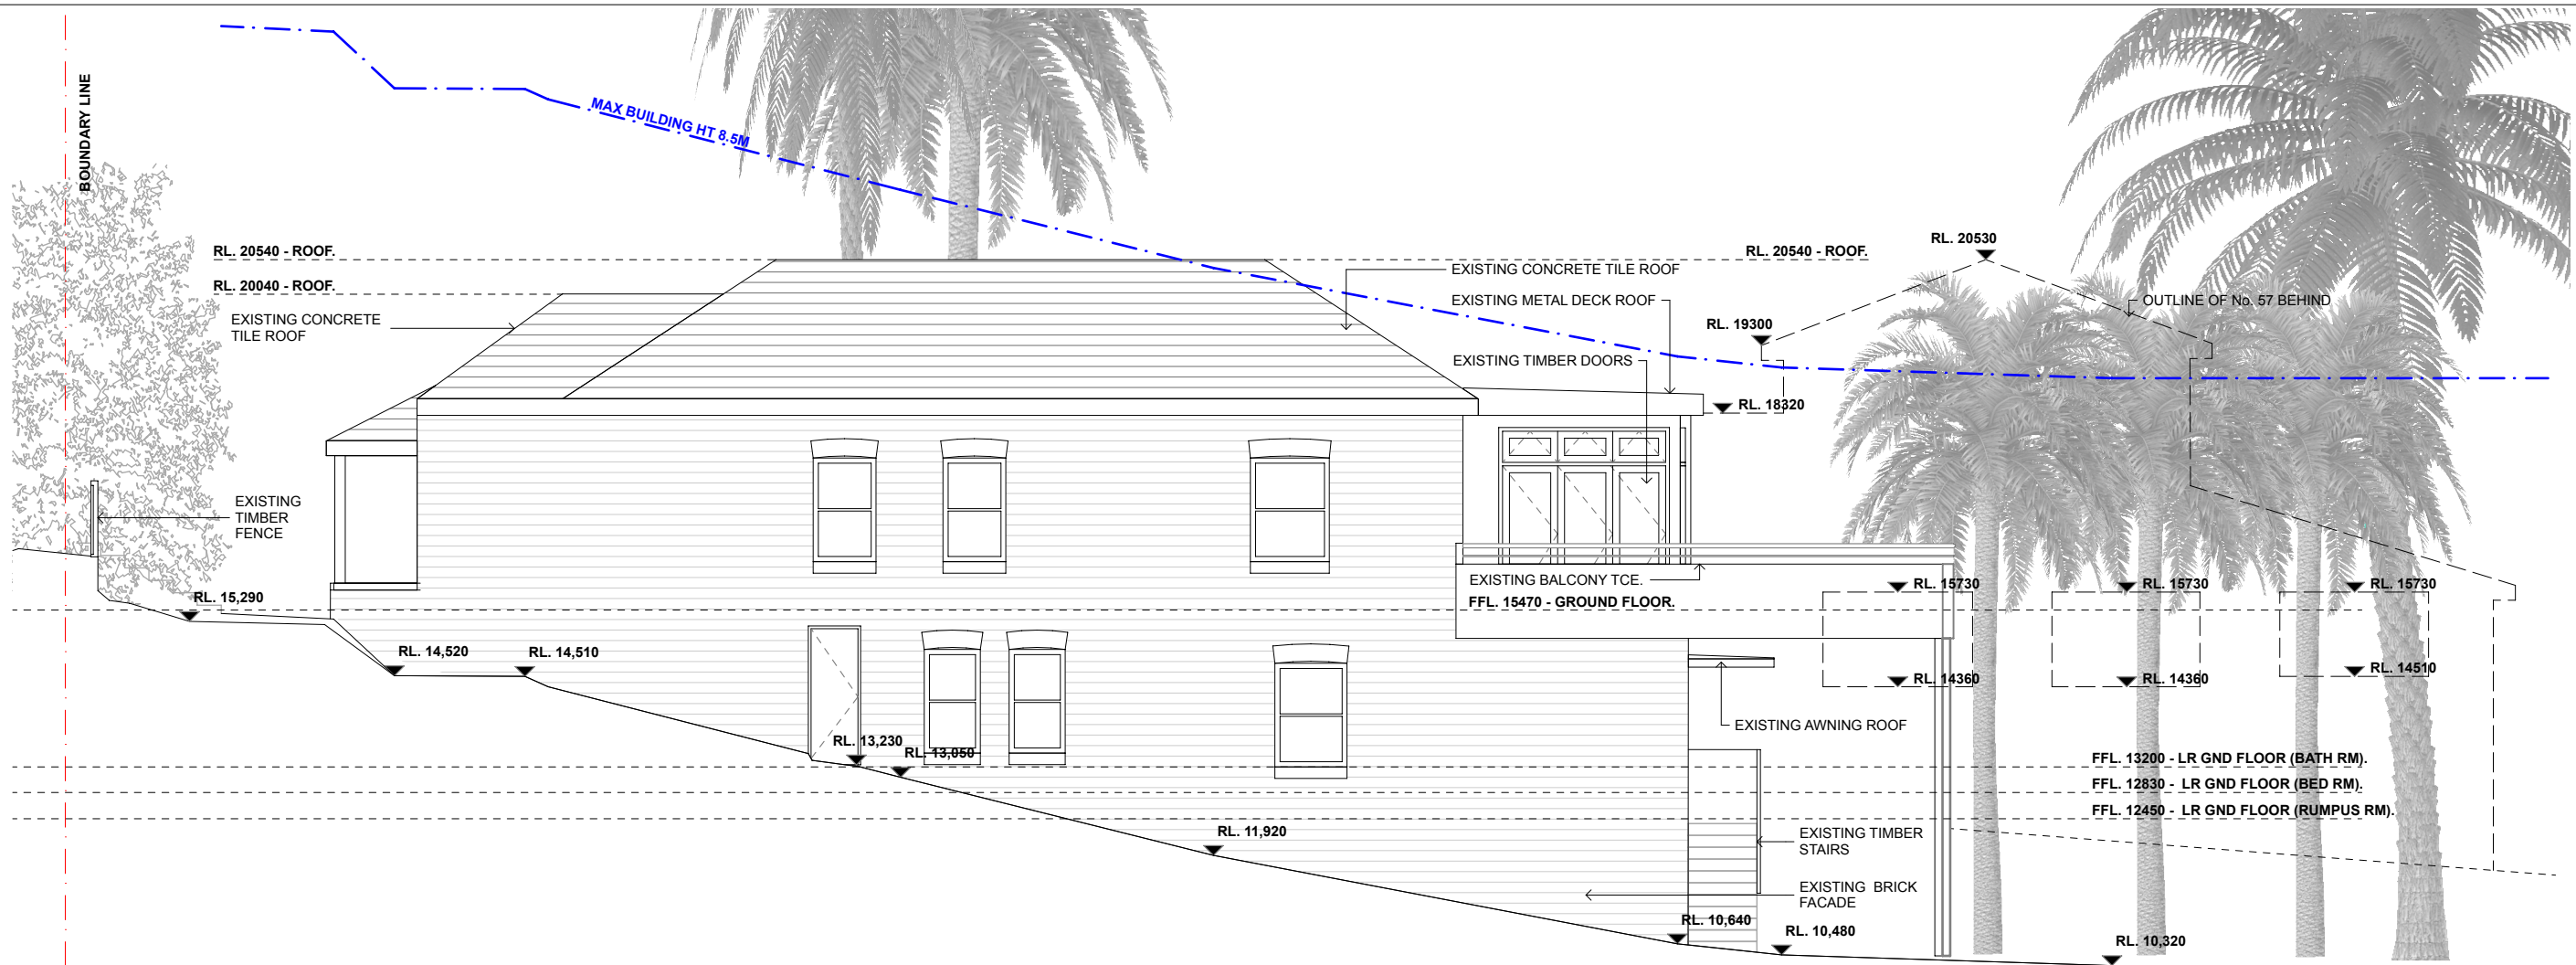 BOUNDARY LINE
MAX BUILDING HT 8.5M
RL. 20540 - ROOF.
RL. 20040 - ROOF.
EXISTING CONCRETE
TILE ROOF
EXISTING
TIMBER
FENCE
RL. 15,290
RL. 14,520
RL. 14,510
RL. 13,230
RL. 13,050
RL. 11,920
RL. 10,640
RL. 10,480
RL. 10,320
RL. 20540 - ROOF.
RL. 20530
EXISTING CONCRETE TILE ROOF
EXISTING METAL DECK ROOF
OUTLINE OF No. 57 BEHIND
RL. 19300
EXISTING TIMBER DOORS
RL. 18320
EXISTING BALCONY TCE.
FFL. 15470 - GROUND FLOOR.
RL. 15730
RL. 15730
RL. 15730
RL. 14360
RL. 14360
RL. 14510
EXISTING AWNING ROOF
FFL. 13200 - LR GND FLOOR (BATH RM).
FFL. 12830 - LR GND FLOOR (BED RM).
FFL. 12450 - LR GND FLOOR (RUMPUS RM).
EXISTING TIMBER
STAIRS
EXISTING BRICK
FACADE